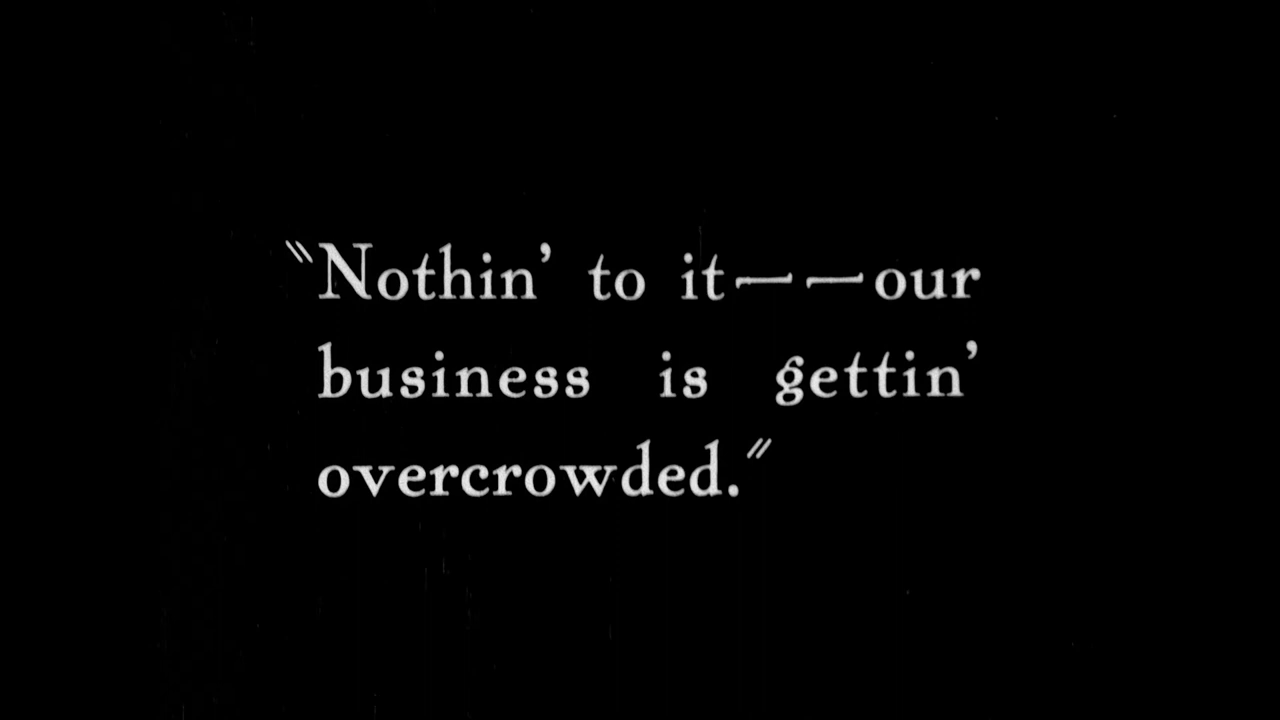 "Nothin' to it——our
business is gettin'
overcrowded."